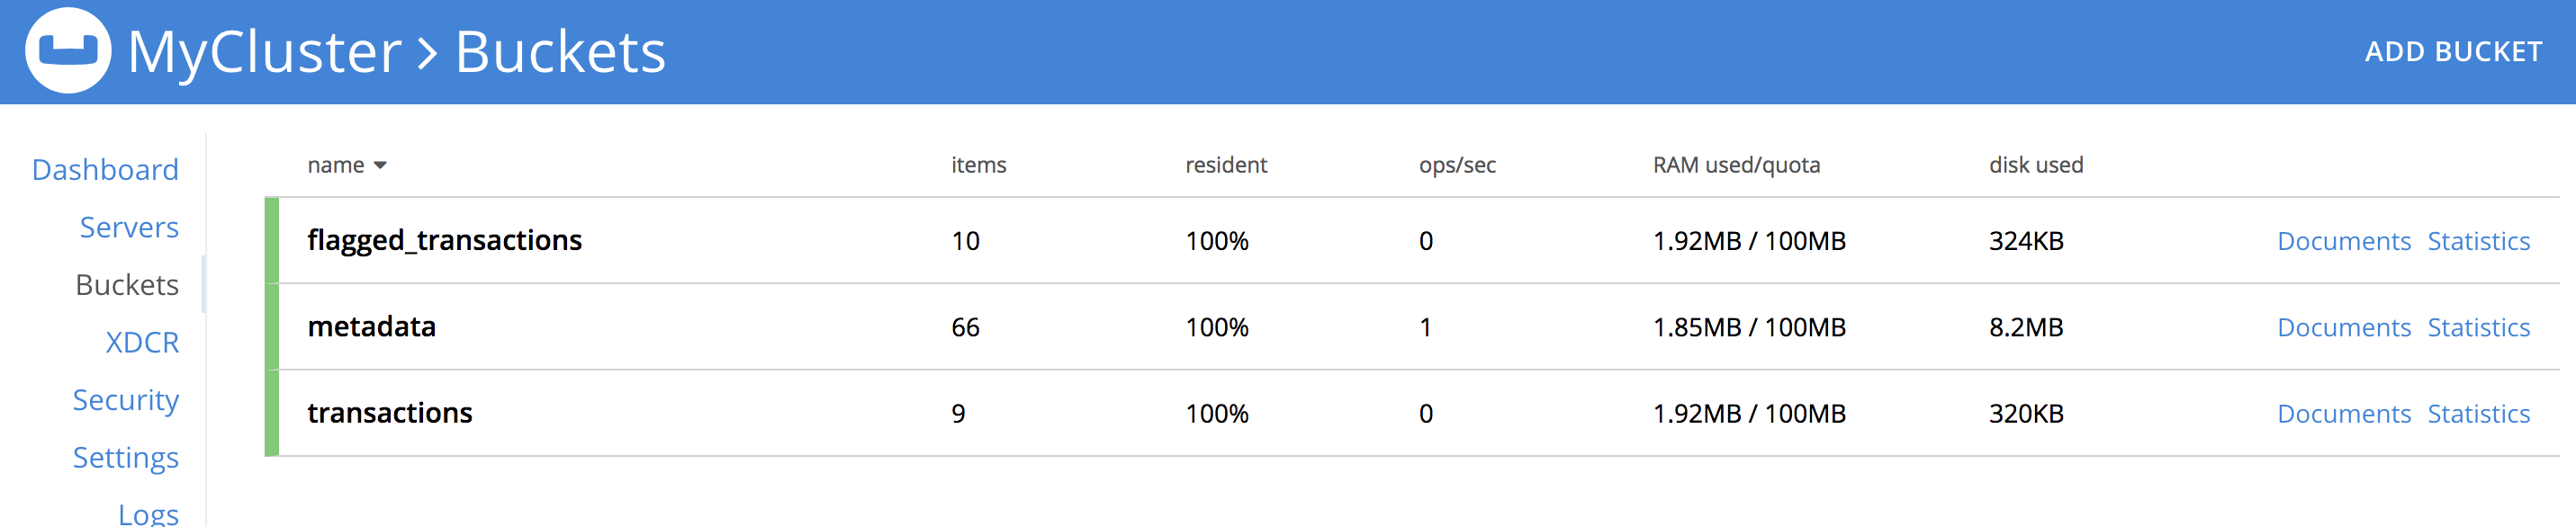 MyCluster > Buckets
ADD BUCKET
Dashboard
Servers
Buckets
XDCR
Security
Settings
Logs
name items resident ops/sec RAM used/quota disk used
flagged_transactions 10 100% 0 1.92MB / 100MB 324KB Documents Statistics
metadata 66 100% 1 1.85MB / 100MB 8.2MB Documents Statistics
transactions 9 100% 0 1.92MB / 100MB 320KB Documents Statistics